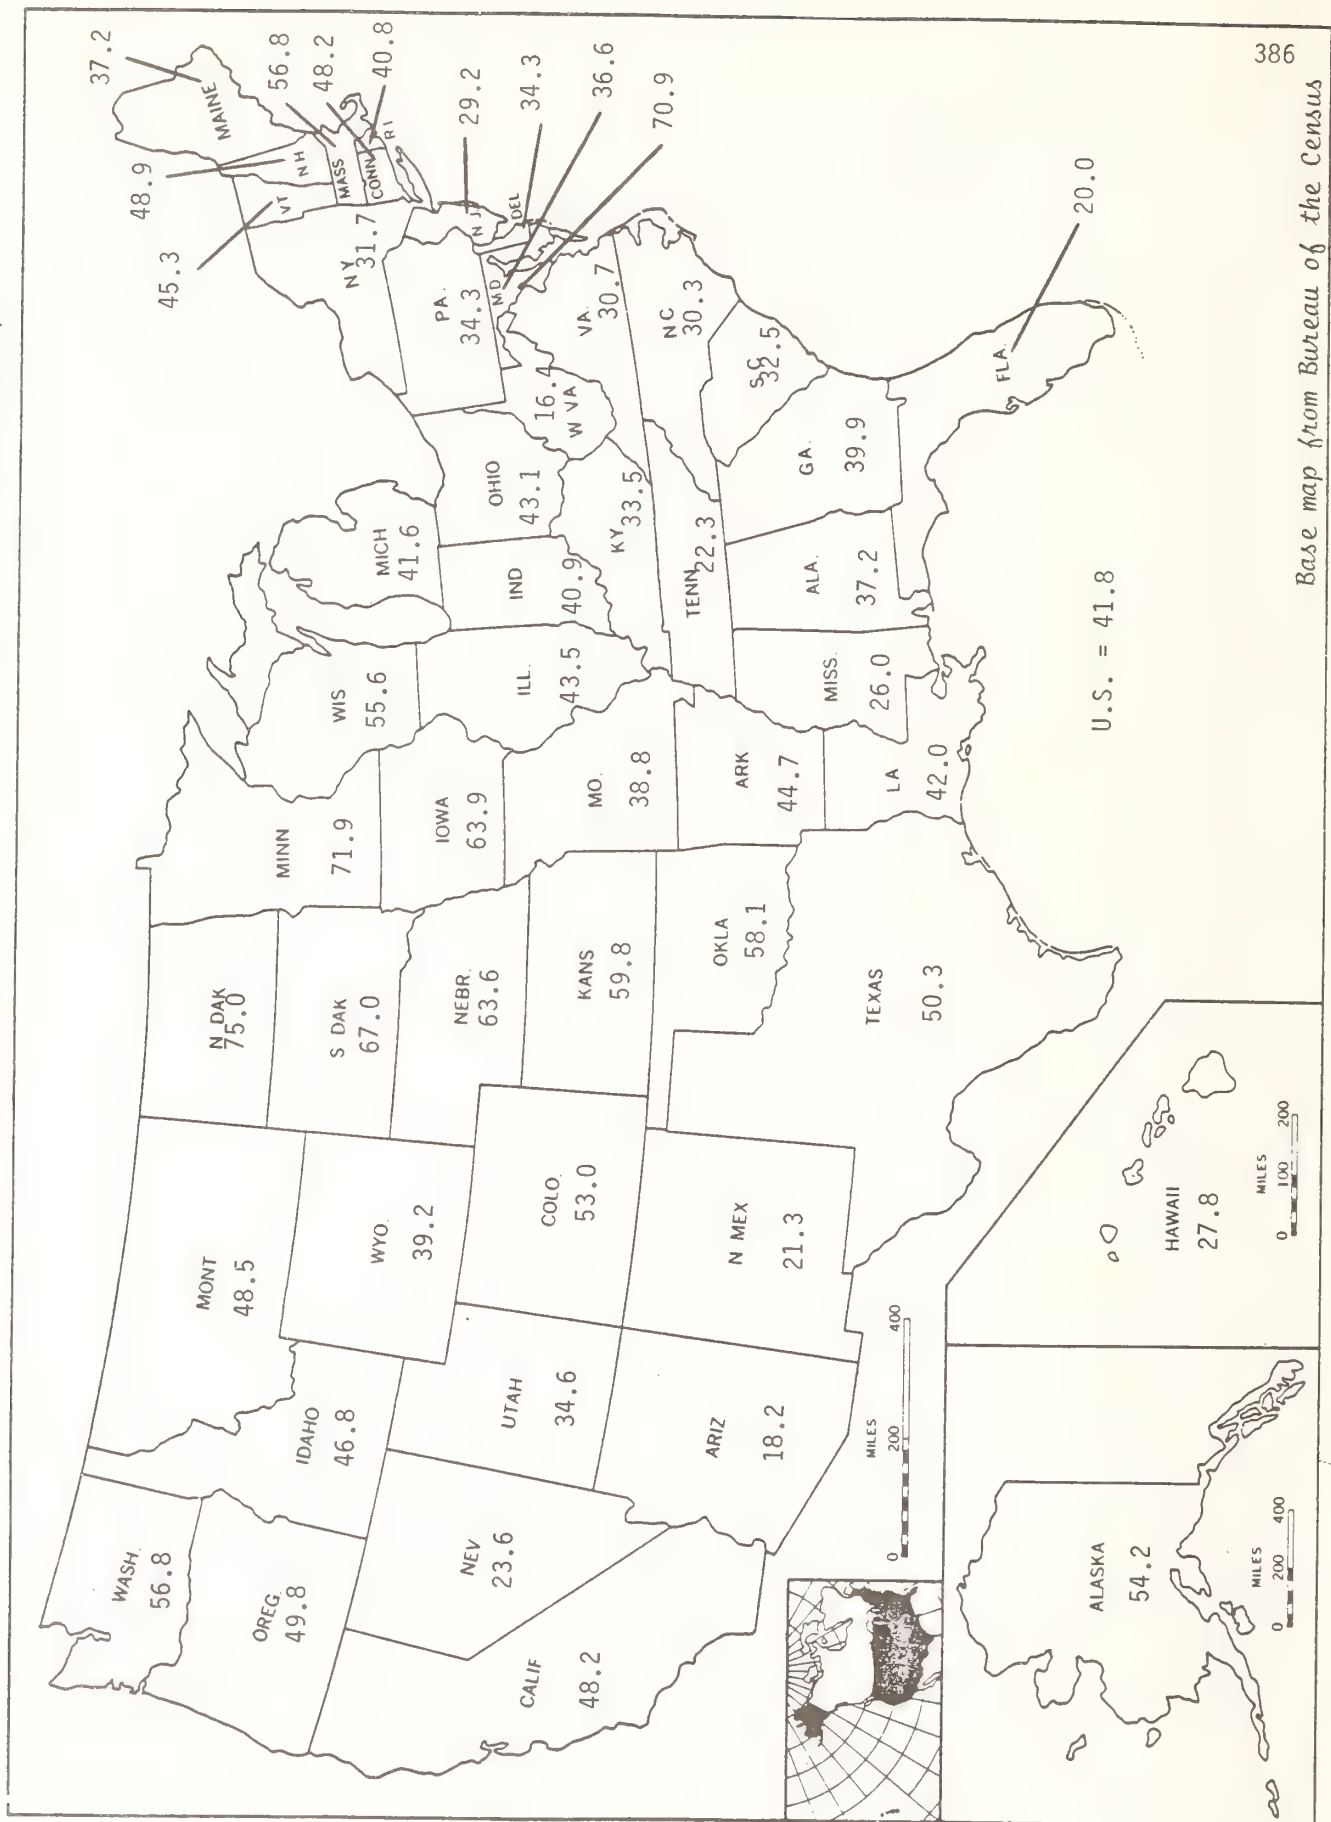 37.2
MAINE
48.9
NH
56.8
MASS
48.2
CONN
40.8
RI
45.3
VT
NY
31.7
29.2
NJ
34.3
DEL
36.6
MD
70.9
PA.
34.3
VA.
30.7
16.4
W VA
NC
30.3
SC
32.5
GA.
39.9
FLA.
20.0
OHIO
43.1
MICH
41.6
IND
40.9
KY
33.5
TENN
22.3
ALA.
37.2
MISS.
26.0
WIS
55.6
ILL.
43.5
MINN
71.9
IOWA
63.9
MO.
38.8
ARK
44.7
LA
42.0
N DAK
75.0
S DAK
67.0
NEBR.
63.6
KANS
59.8
OKLA
58.1
TEXAS
50.3
MONT
48.5
WYO.
39.2
COLO.
53.0
N MEX
21.3
IDAHO
46.8
UTAH
34.6
ARIZ
18.2
WASH.
56.8
OREG.
49.8
NEV
23.6
CALIF
48.2
MILES
0 200 400
ALASKA
54.2
MILES
0 200 400
HAWAII
27.8
MILES
0 100 200
U.S. = 41.8
386
Base map from Bureau of the Census